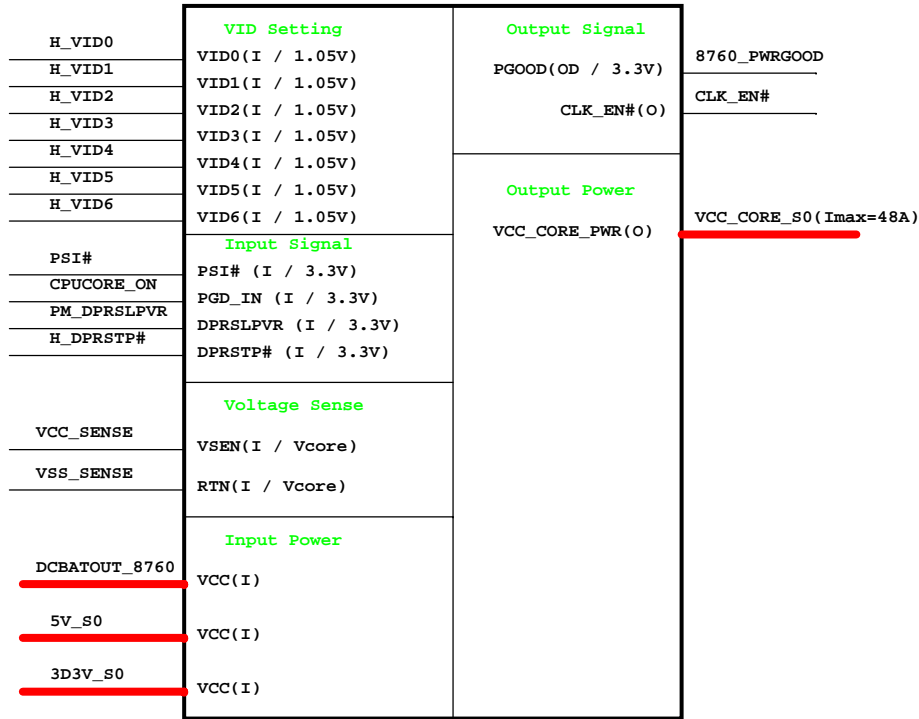 VID Setting
H_VID0
VID0(I / 1.05V)
H_VID1
VID1(I / 1.05V)
H_VID2
VID2(I / 1.05V)
H_VID3
VID3(I / 1.05V)
H_VID4
VID4(I / 1.05V)
H_VID5
VID5(I / 1.05V)
H_VID6
VID6(I / 1.05V)
Input Signal
PSI#
PSI# (I / 3.3V)
CPUCORE_ON
PGD_IN (I / 3.3V)
PM_DPRSLPVR
DPRSLPVR (I / 3.3V)
H_DPRSTP#
DPRSTP# (I / 3.3V)
Voltage Sense
VCC_SENSE
VSEN(I / Vcore)
VSS_SENSE
RTN(I / Vcore)
Input Power
DCBATOUT_8760
VCC(I)
5V_S0
VCC(I)
3D3V_S0
VCC(I)
Output Signal
PGOOD(OD / 3.3V)
8760_PWRGOOD
CLK_EN#(O)
CLK_EN#
Output Power
VCC_CORE_PWR(O)
VCC_CORE_S0(Imax=48A)